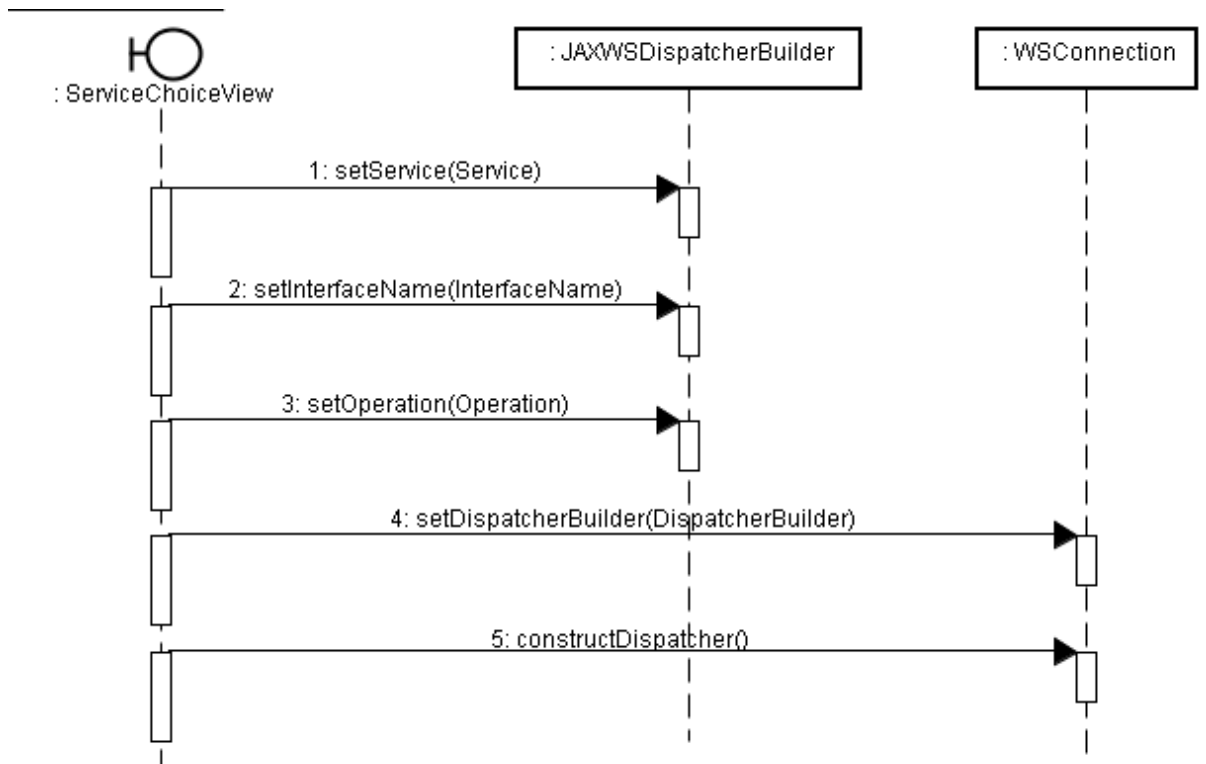 : ServiceChoiceView
: JAXWSDispatcherBuilder
: WSConnection
1: setService(Service)
2: setInterfaceName(InterfaceName)
3: setOperation(Operation)
4: setDispatcherBuilder(DispatcherBuilder)
5: constructDispatcher()